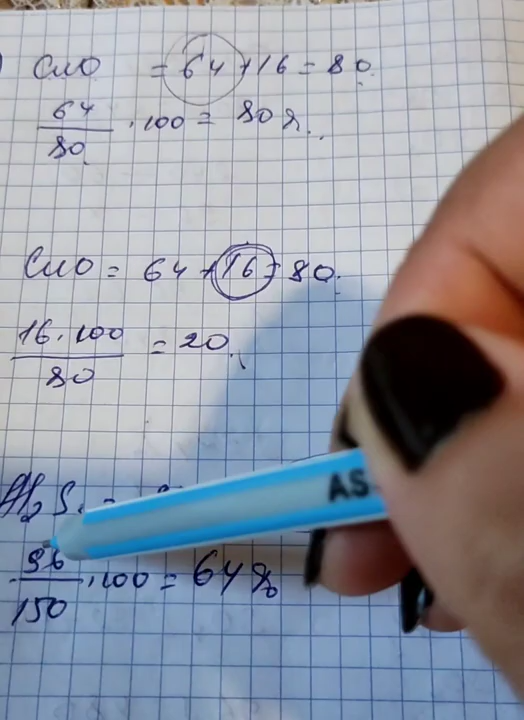 CuO = 64 + 16 = 80
64/80 · 100 = 80 %.
CuO = 64 + 16 = 80.
16 · 100/80 = 20.
Al₂S
96/150 · 100 = 64 %
AS